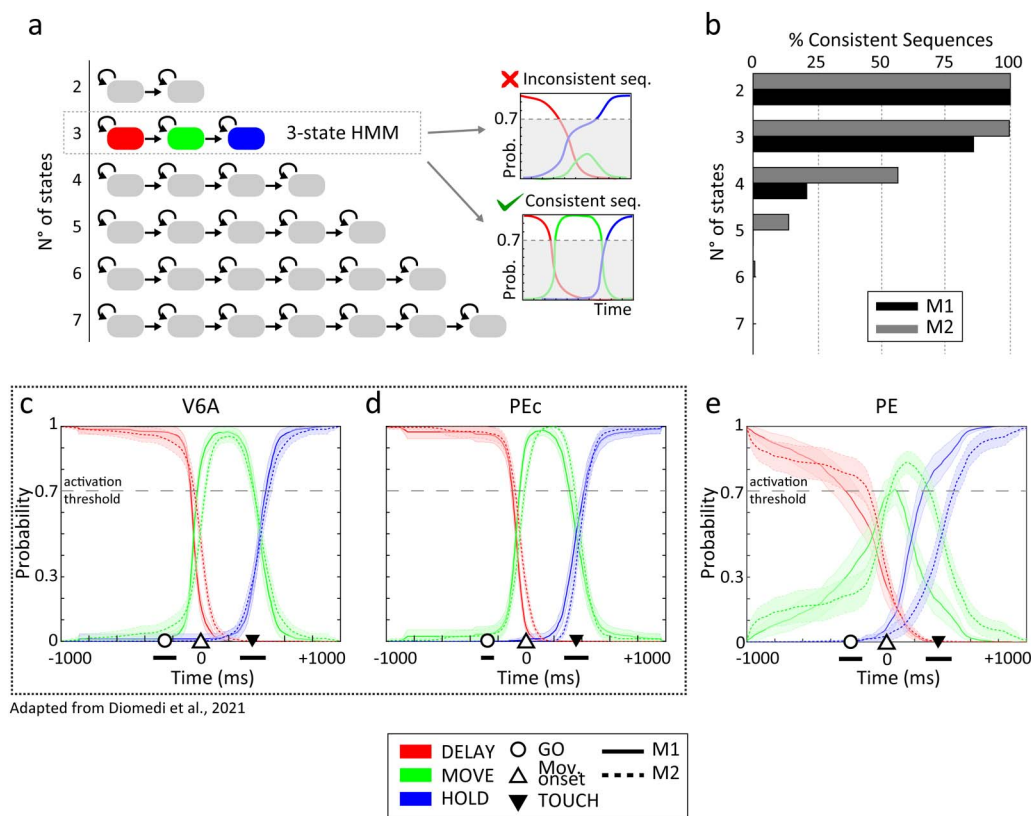 a
N° of states
2
3
4
5
6
7
3-state HMM
Inconsistent seq.
0.7
Prob.
Consistent seq.
0.7
Prob.
Time
b
% Consistent Sequences
0 25 50 75 100
N° of states
2
3
4
5
6
7
M1
M2
c
V6A
1
0.7
0.3
0
activation
threshold
Probability
-1000 0 +1000
Time (ms)
d
PEc
-1000 0 +1000
Time (ms)
e
PE
1
0.7
0.3
0
activation
threshold
Probability
-1000 0 +1000
Time (ms)
Adapted from Diomedi et al., 2021
DELAY
MOVE
HOLD
GO
Mov.
onset
TOUCH
M1
M2